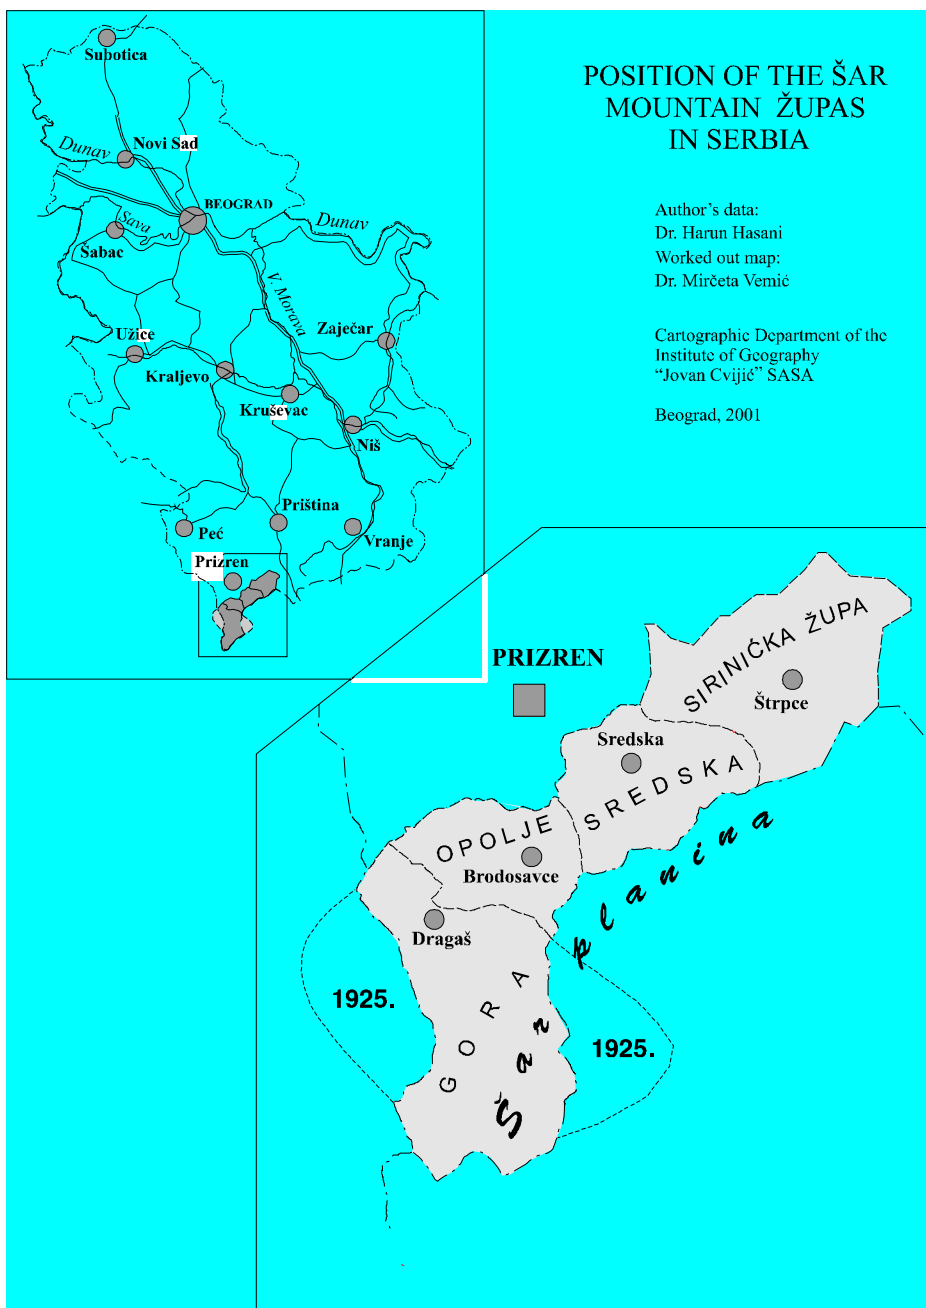 POSITION OF THE ŠAR
MOUNTAIN ŽUPAS
IN SERBIA
Author's data:
Dr. Harun Hasani
Worked out map:
Dr. Mirčeta Vemić
Cartographic Department of the
Institute of Geography
“Jovan Cvijić” SASA
Beograd, 2001
Subotica
Dunav
Novi Sad
BEOGRAD
Sava
Dunav
Šabac
V. Morava
Užice
Zaječar
Kraljevo
Kruševac
Niš
Priština
Peć
Vranje
Prizren
PRIZREN
SIRINIĆKA ŽUPA
Štrpce
Sredska
SREDSKA
OPOLJE
Brodosavce
Dragaš
GORA
Šar planina
1925.
1925.